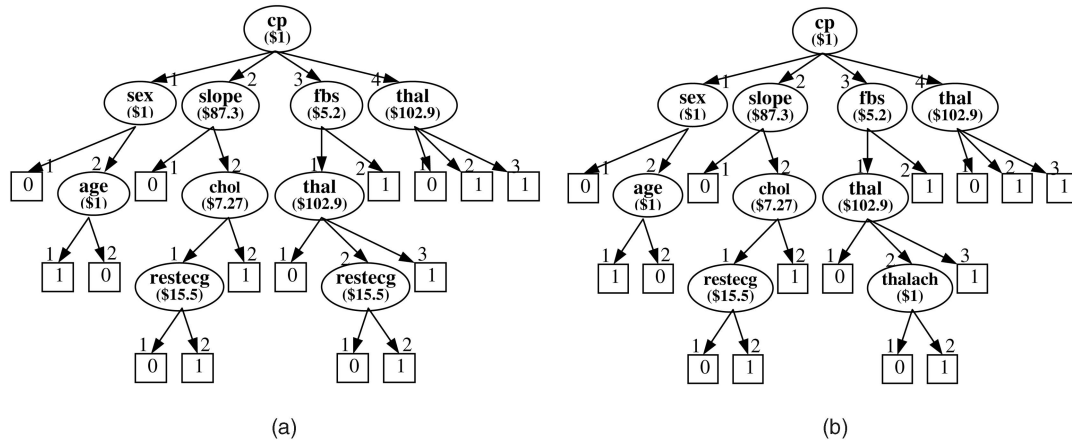 cp
($1)
1 2 3 4
sex
($1)
slope
($87.3)
fbs
($5.2)
thal
($102.9)
1 2 1 2 1 2 1 2 3
0
age
($1)
0
chol
($7.27)
thal
($102.9)
1
0
1
1
1 2 1 2 1 2 3
1
0
restecg
($15.5)
1
0
restecg
($15.5)
1
1 2 1 2
0
1
0
1
(a)
cp
($1)
1 2 3 4
sex
($1)
slope
($87.3)
fbs
($5.2)
thal
($102.9)
1 2 1 2 1 2 1 2 3
0
age
($1)
0
chol
($7.27)
thal
($102.9)
1
0
1
1
1 2 1 2 1 2 3
1
0
restecg
($15.5)
1
0
thalach
($1)
1
1 2 1 2
0
1
0
1
(b)